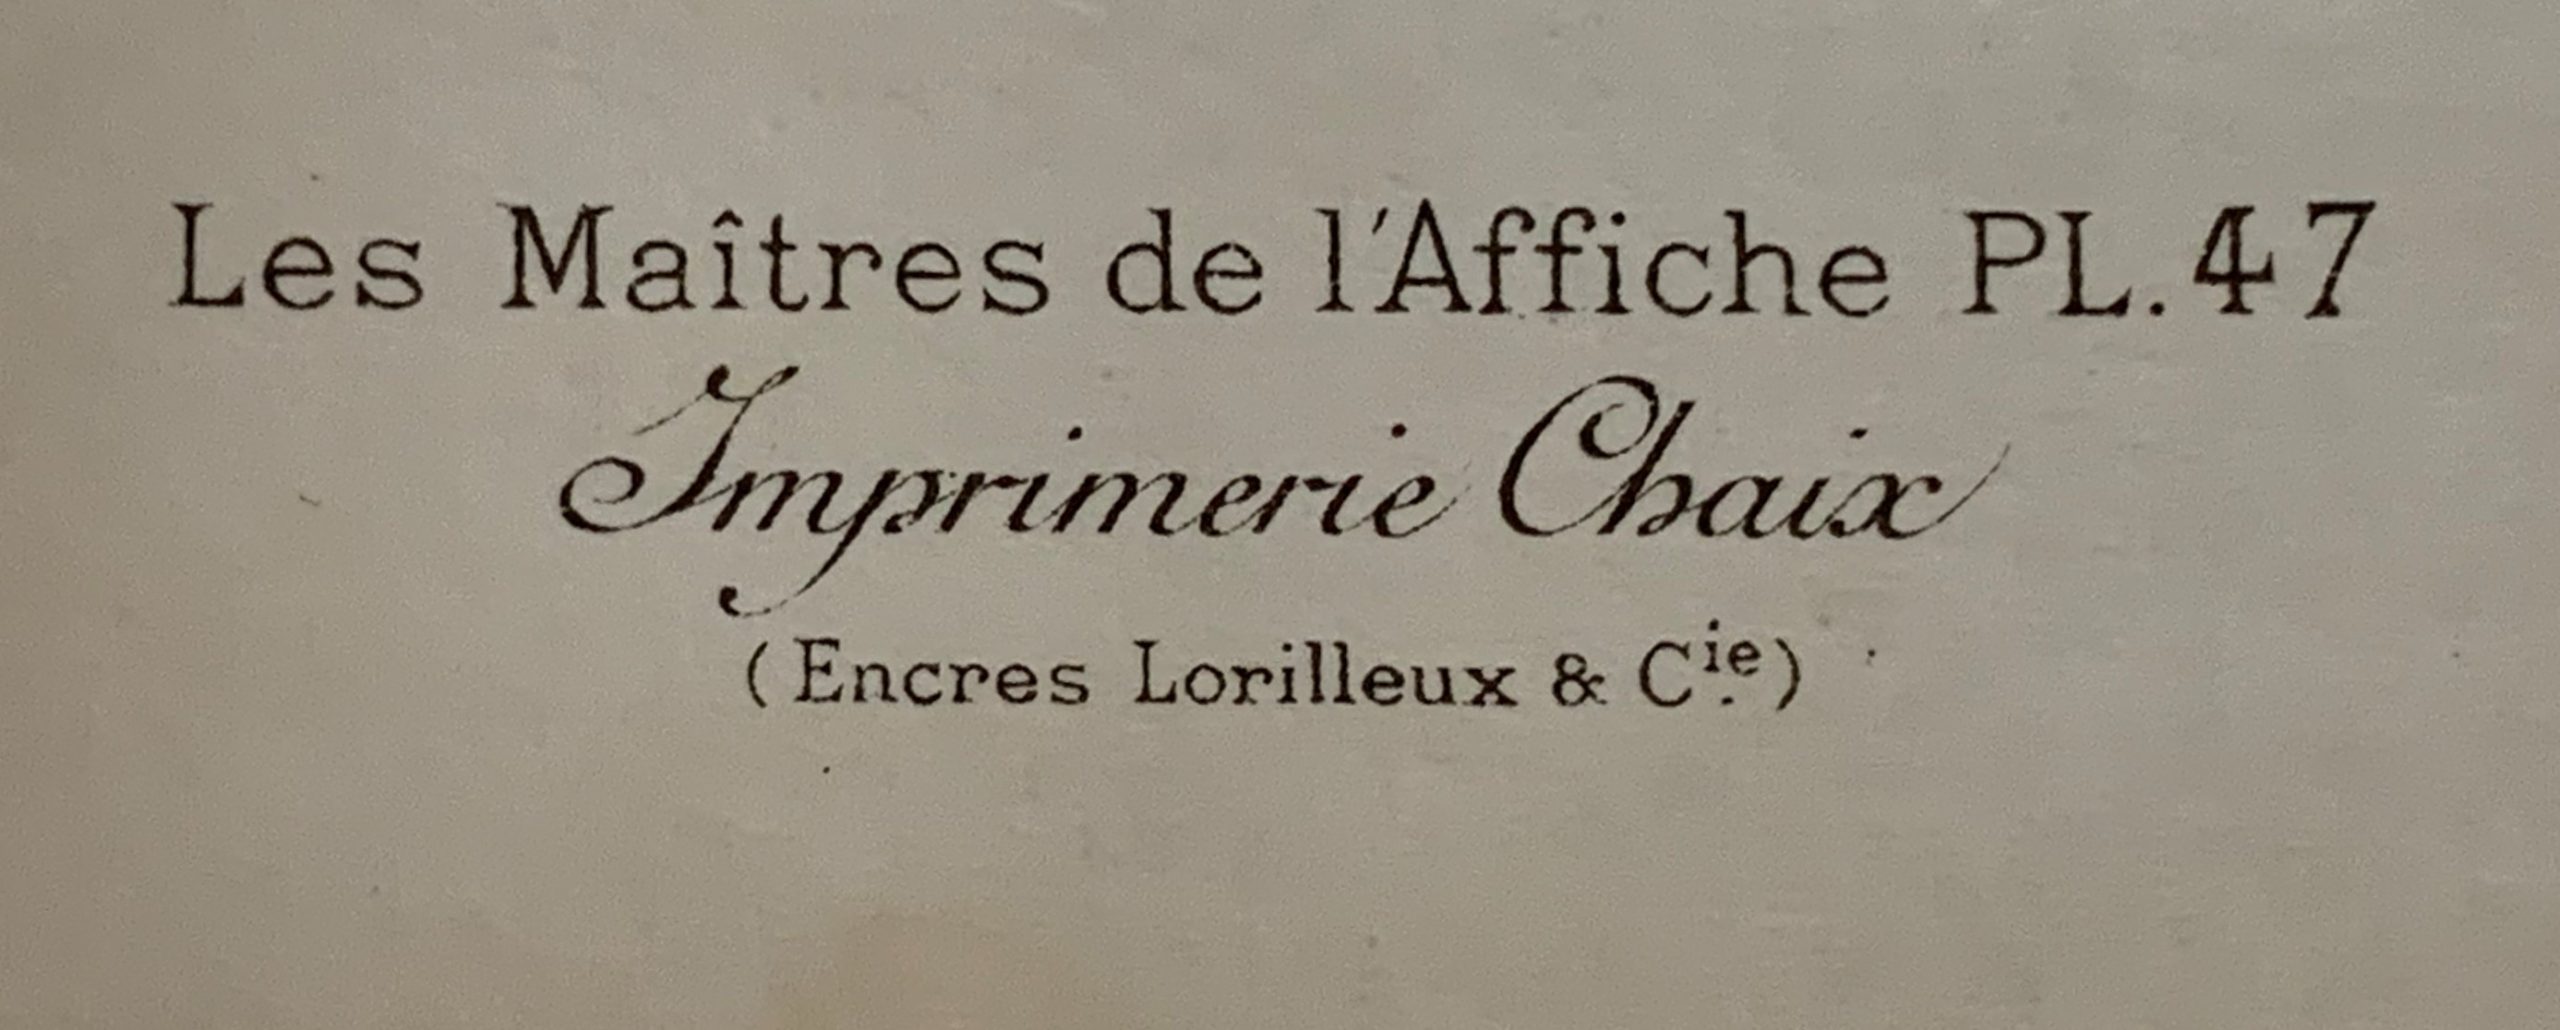 Les Maîtres de l'Affiche PL.47
Imprimerie Chaix
(Encres Lorilleux & Cie.)